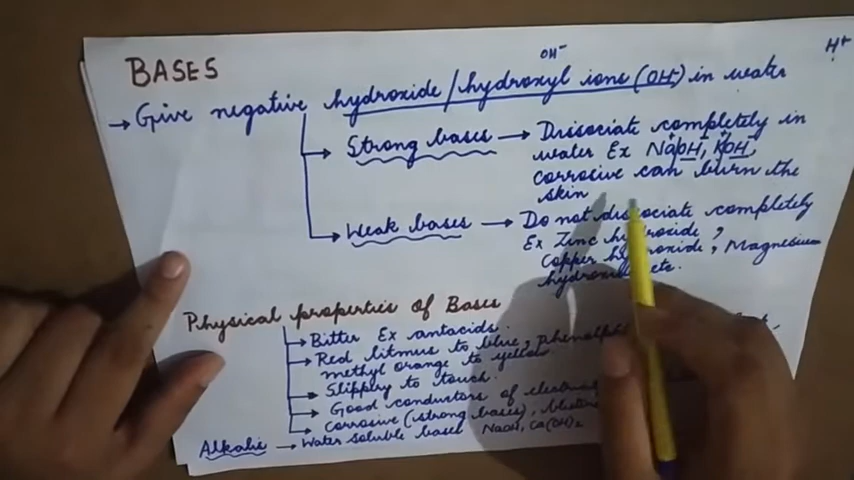 OH⁻
H⁺
BASES
→ Give negative hydroxide/hydroxyl ions (OH⁻) in water
Strong bases → Dissociate completely in
water Ex NaOH, KOH,
corrosive can burn the
skin
Weak bases → Do not dissociate completely
Ex Zinc hydroxide,
Copper hydroxide, Magnesium
etc.
Physical properties of Bases
Bitter Ex antacids.
Red litmus to blue,
methyl orange to yellow.
Slippery to touch.
Good conductors of
Corrosive (strong bases),
Alkalis → Water soluble bases NaOH, Ca(OH)₂